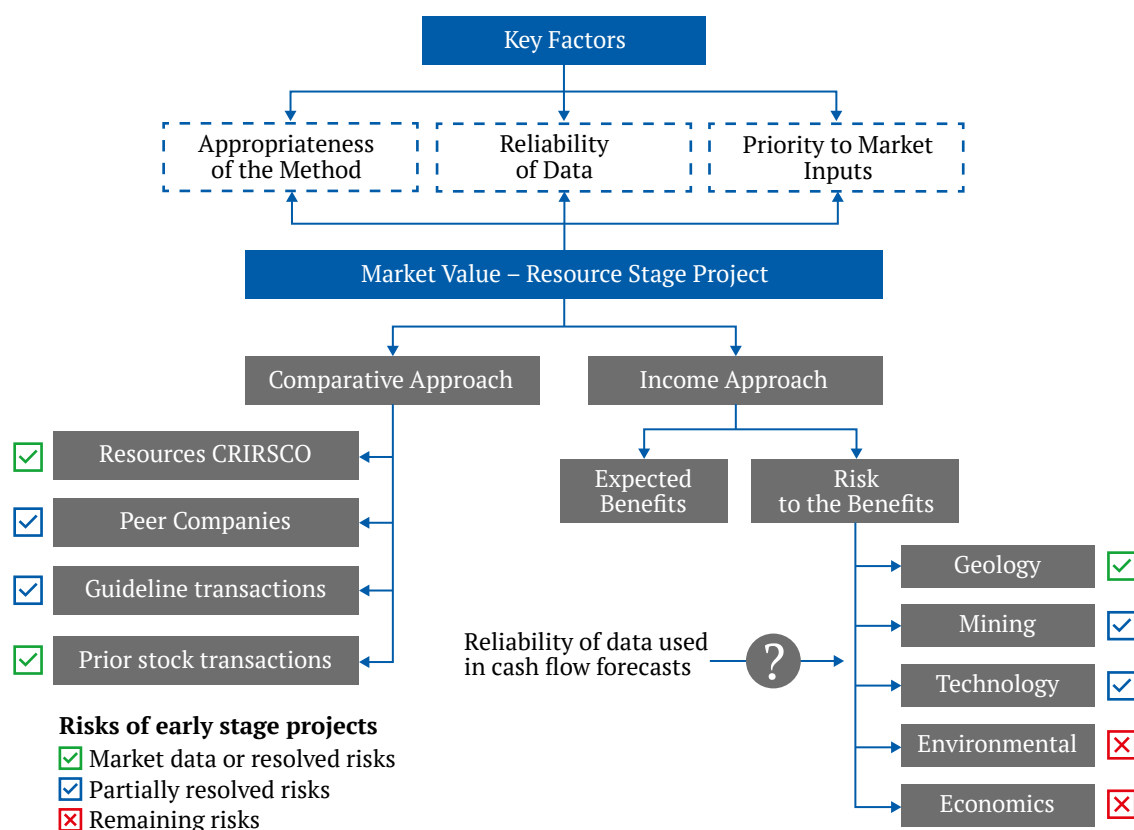 Key Factors
Appropriateness
of the Method
Reliability
of Data
Priority to Market
Inputs
Market Value – Resource Stage Project
Comparative Approach
Income Approach
Resources CRIRSCO
Peer Companies
Guideline transactions
Prior stock transactions
Expected
Benefits
Risk
to the Benefits
Geology
Mining
Technology
Environmental
Economics
Reliability of data used
in cash flow forecasts
?
Risks of early stage projects
Market data or resolved risks
Partially resolved risks
Remaining risks